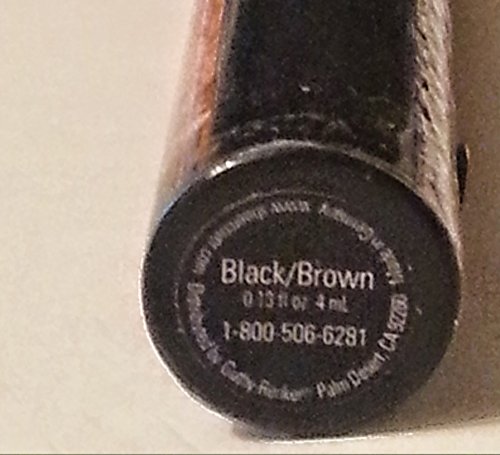 Black/Brown
0.13 fl oz 4 mL
1-800-506-6281
Distributed by Guthy-Renker Palm Desert, CA 92260 Made in Germany